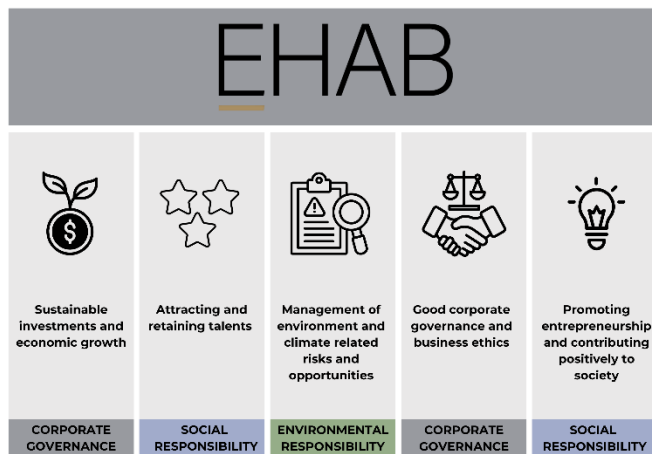 EHAB
$
Sustainable
investments and
economic growth
Attracting and
retaining talents
Management of
environment and
climate related
risks and
opportunities
Good corporate
governance and
business ethics
Promoting
entrepreneurship
and contributing
positively to
society
CORPORATE
GOVERNANCE
SOCIAL
RESPONSIBILITY
ENVIRONMENTAL
RESPONSIBILITY
CORPORATE
GOVERNANCE
SOCIAL
RESPONSIBILITY